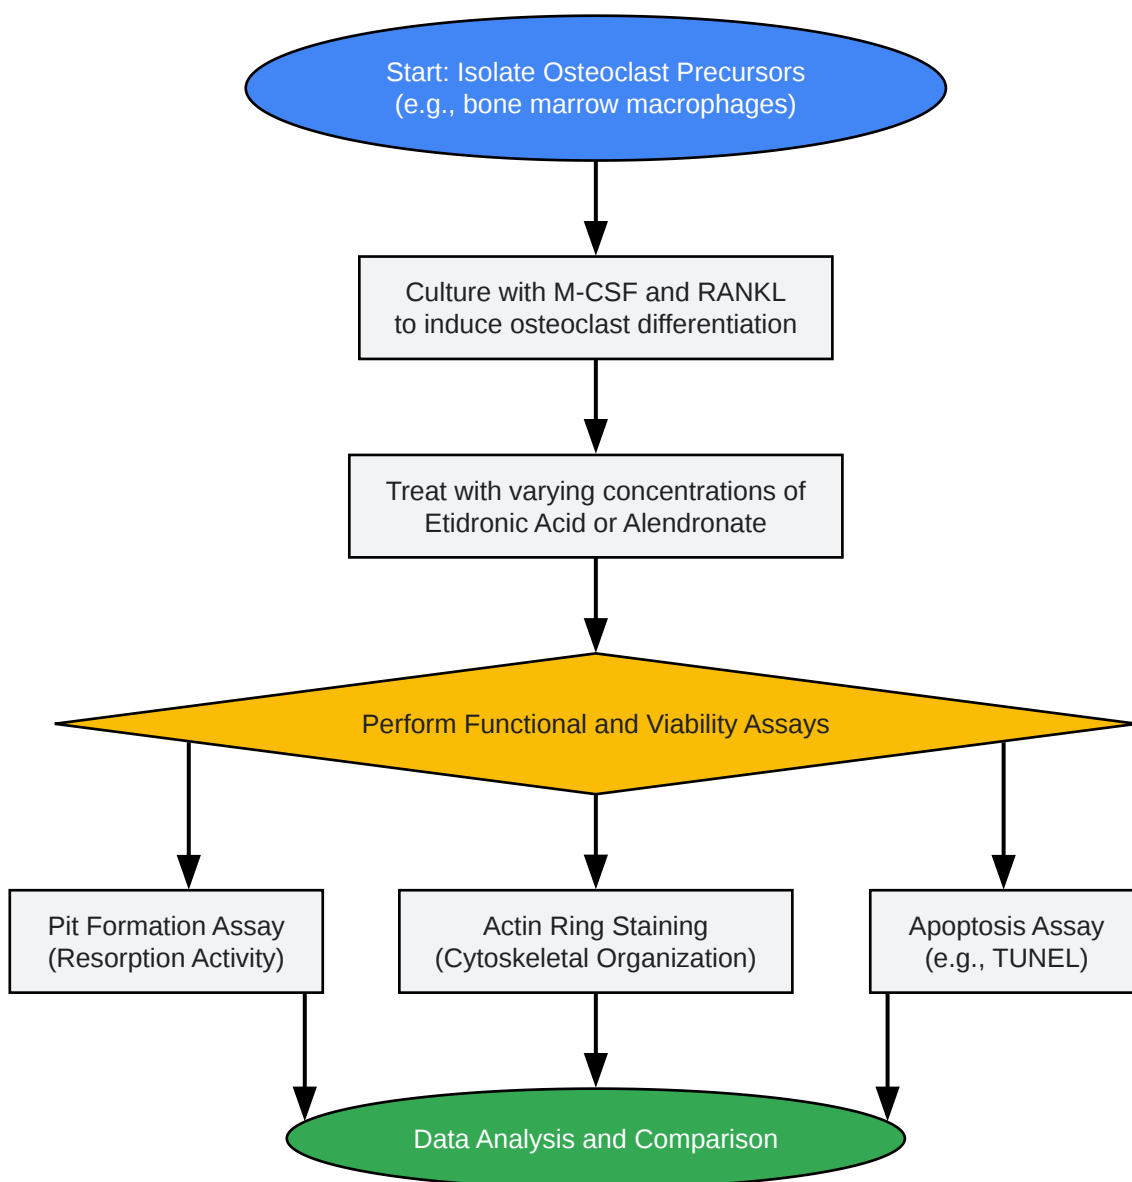 Start: Isolate Osteoclast Precursors
(e.g., bone marrow macrophages)
Culture with M-CSF and RANKL
to induce osteoclast differentiation
Treat with varying concentrations of
Etidronic Acid or Alendronate
Perform Functional and Viability Assays
Pit Formation Assay
(Resorption Activity)
Actin Ring Staining
(Cytoskeletal Organization)
Apoptosis Assay
(e.g., TUNEL)
Data Analysis and Comparison